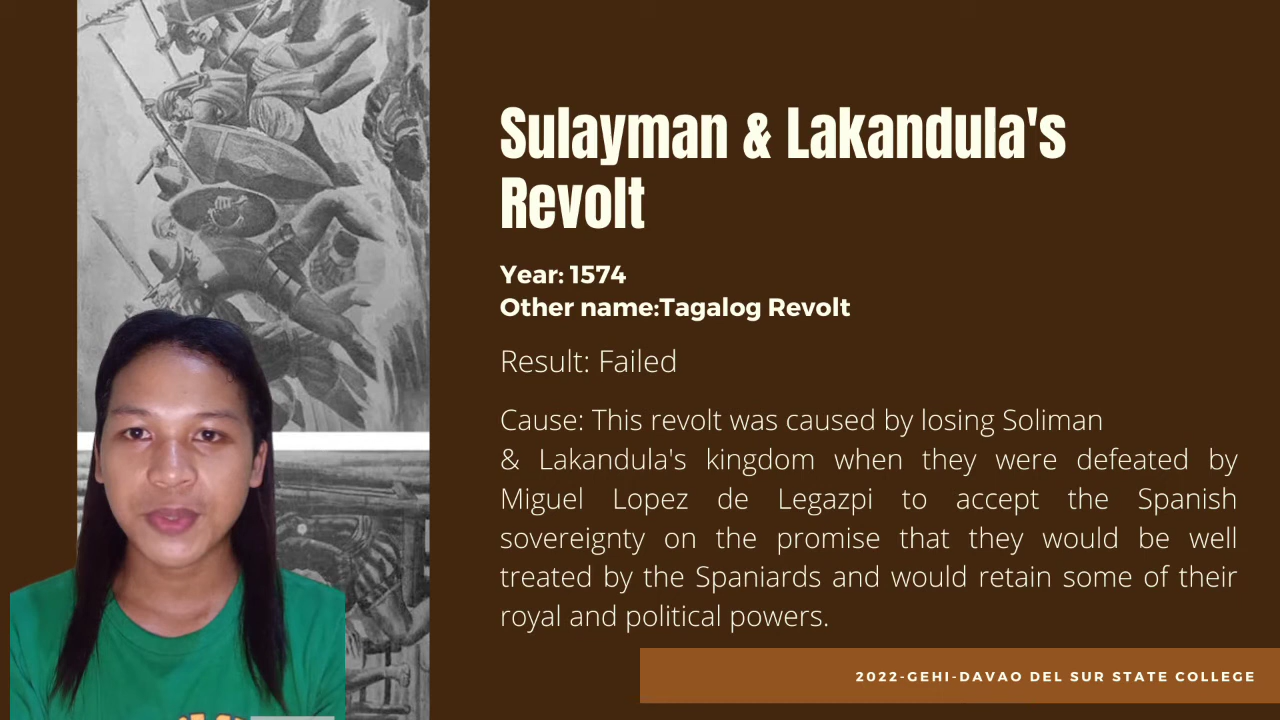 Sulayman & Lakandula's
Revolt
Year: 1574
Other name:Tagalog Revolt
Result: Failed
Cause: This revolt was caused by losing Soliman
& Lakandula's kingdom when they were defeated by
Miguel Lopez de Legazpi to accept the Spanish
sovereignty on the promise that they would be well
treated by the Spaniards and would retain some of their
royal and political powers.
2022-GEHI-DAVAO DEL SUR STATE COLLEGE